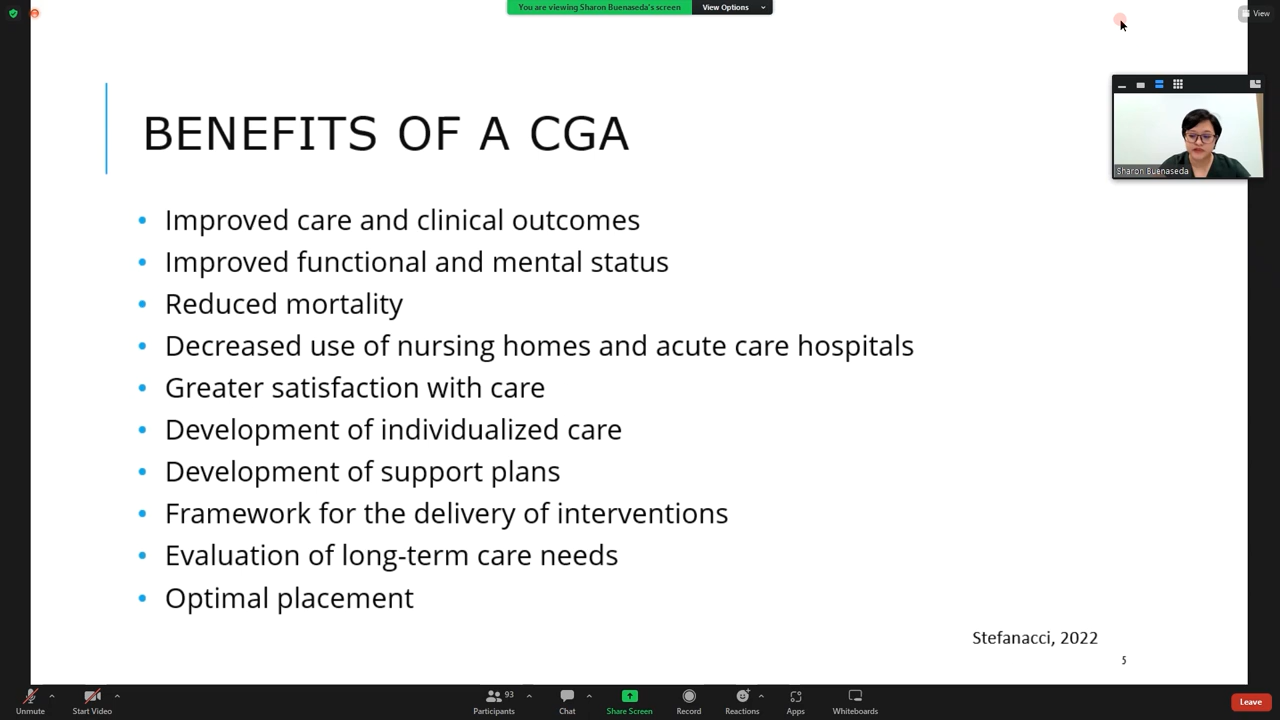 You are viewing Sharon Buenaseda's screen
View Options
View
BENEFITS OF A CGA
Sharon Buenaseda
• Improved care and clinical outcomes
• Improved functional and mental status
• Reduced mortality
• Decreased use of nursing homes and acute care hospitals
• Greater satisfaction with care
• Development of individualized care
• Development of support plans
• Framework for the delivery of interventions
• Evaluation of long-term care needs
• Optimal placement
Stefanacci, 2022
5
Unmute
Start Video
93
Participants
Chat
Share Screen
Record
Reactions
Apps
Whiteboards
Leave